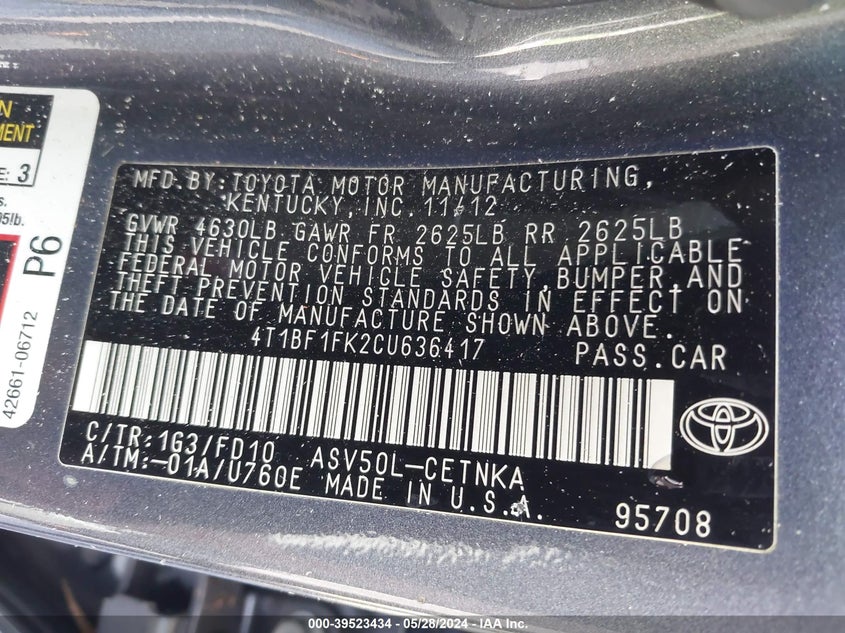 N
MENT
E: 3
s.
05lb.
P6
42661-06712
MFD.BY:TOYOTA MOTOR MANUFACTURING,
KENTUCKY, INC. 11/12
GVWR 4630LB GAWR FR 2625LB RR 2625LB
THIS VEHICLE CONFORMS TO ALL APPLICABLE
FEDERAL MOTOR VEHICLE SAFETY,BUMPER,AND
THEFT PREVENTION STANDARDS IN EFFECT ON
THE DATE OF MANUFACTURE SHOWN ABOVE.
4T1BF1FK2CU636417 PASS.CAR
C/TR:1G3/FD10 ASV50L-CETNKA
A/TM:-01A/U760E MADE IN U.S.A. 95708
000-39523434 / 05/28/2024 / IAA Inc.